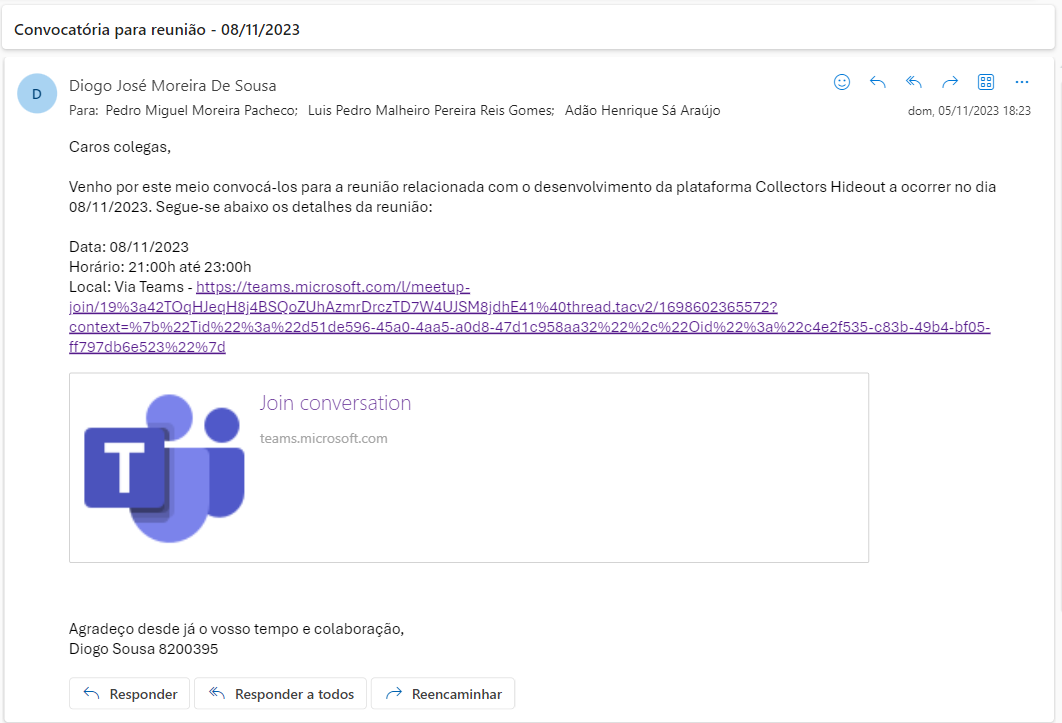 Convocatória para reunião - 08/11/2023
D
Diogo José Moreira De Sousa
Para: Pedro Miguel Moreira Pacheco; Luis Pedro Malheiro Pereira Reis Gomes; Adão Henrique Sá Araújo
dom, 05/11/2023 18:23
Caros colegas,
Venho por este meio convocá-los para a reunião relacionada com o desenvolvimento da plataforma Collectors Hideout a ocorrer no dia
08/11/2023. Segue-se abaixo os detalhes da reunião:
Data: 08/11/2023
Horário: 21:00h até 23:00h
Local: Via Teams - https://teams.microsoft.com/l/meetup-
join/19%3a42TOqHJeqH8j4BSQoZUhAzmrDrczTD7W4UJSM8jdhE41%40thread.tacv2/1698602365572?
context=%7b%22Tid%22%3a%22d51de596-45a0-4aa5-a0d8-47d1c958aa32%22%2c%22Oid%22%3a%22c4e2f535-c83b-49b4-bf05-
ff797db6e523%22%7d
T
Join conversation
teams.microsoft.com
Agradeço desde já o vosso tempo e colaboração,
Diogo Sousa 8200395
Responder Responder a todos Reencaminhar